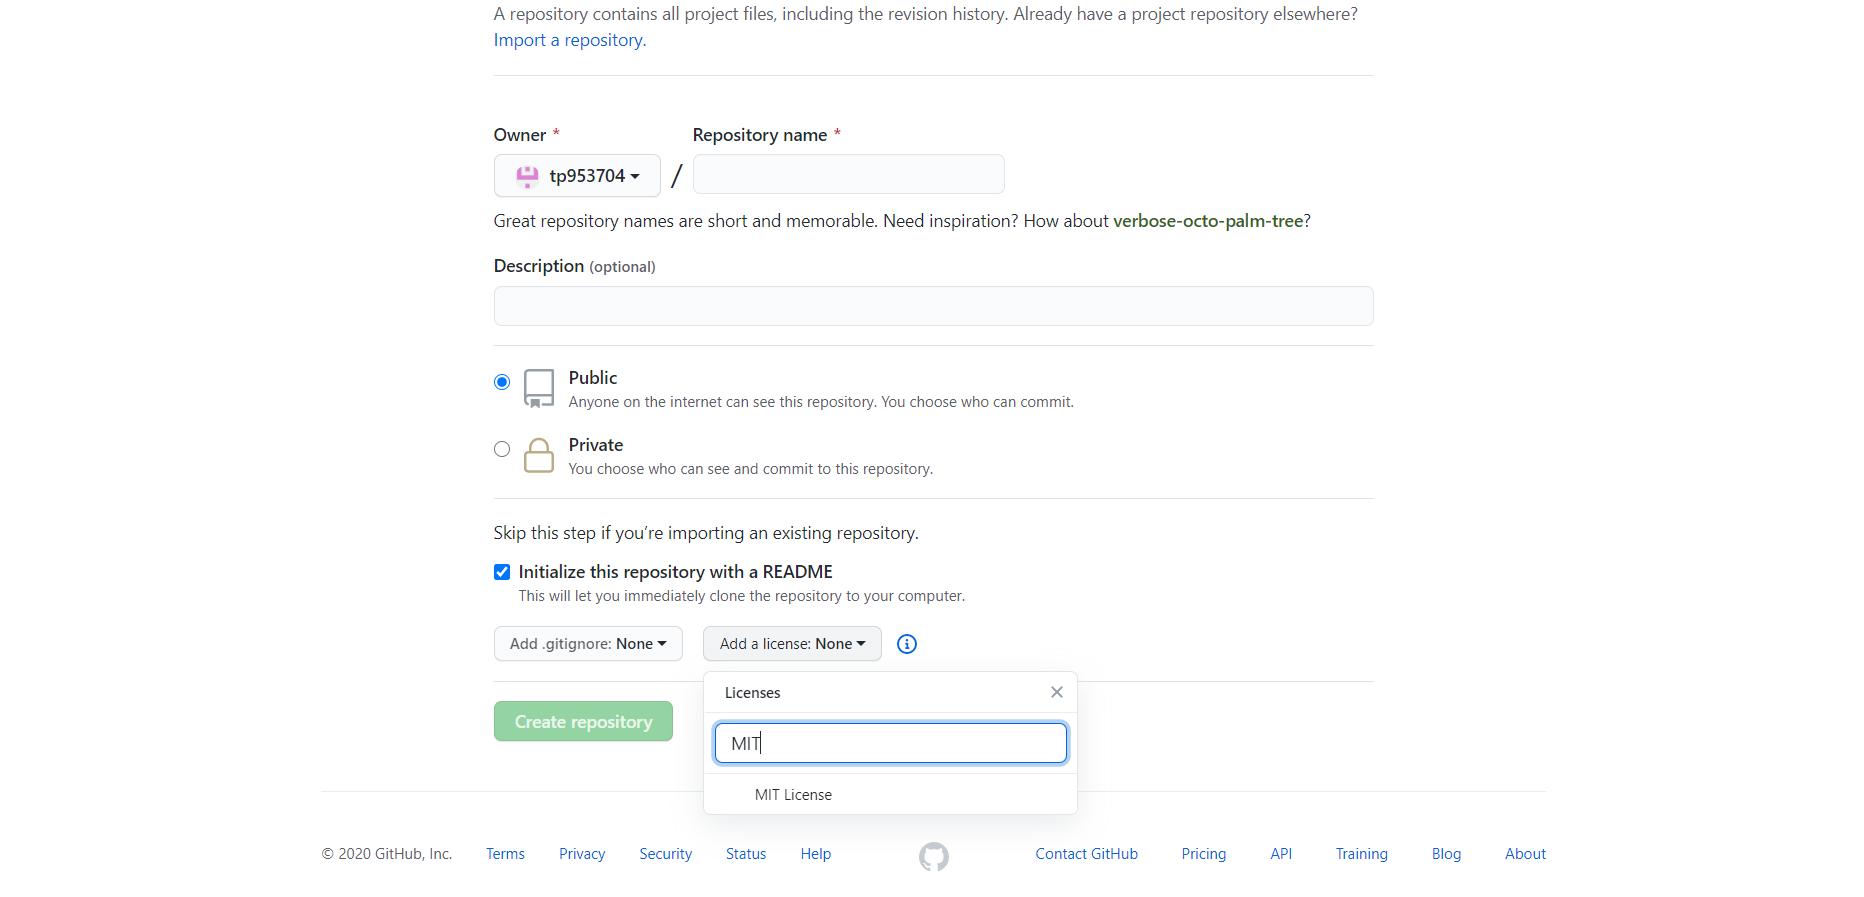 A repository contains all project files, including the revision history. Already have a project repository elsewhere?
Import a repository.
Owner * Repository name *
tp953704 /
Great repository names are short and memorable. Need inspiration? How about verbose-octo-palm-tree?
Description (optional)
Public
Anyone on the internet can see this repository. You choose who can commit.
Private
You choose who can see and commit to this repository.
Skip this step if you’re importing an existing repository.
Initialize this repository with a README
This will let you immediately clone the repository to your computer.
Add .gitignore: None Add a license: None
Licenses
Create repository
MIT
MIT License
© 2020 GitHub, Inc. Terms Privacy Security Status Help Contact GitHub Pricing API Training Blog About